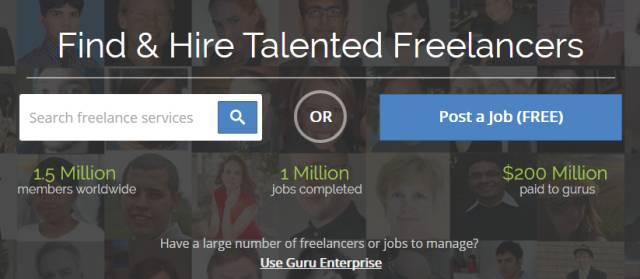 Find & Hire Talented Freelancers
Search freelance services
OR
Post a Job (FREE)
1.5 Million
members worldwide
1 Million
jobs completed
$200 Million
paid to gurus
Have a large number of freelancers or jobs to manage?
Use Guru Enterprise